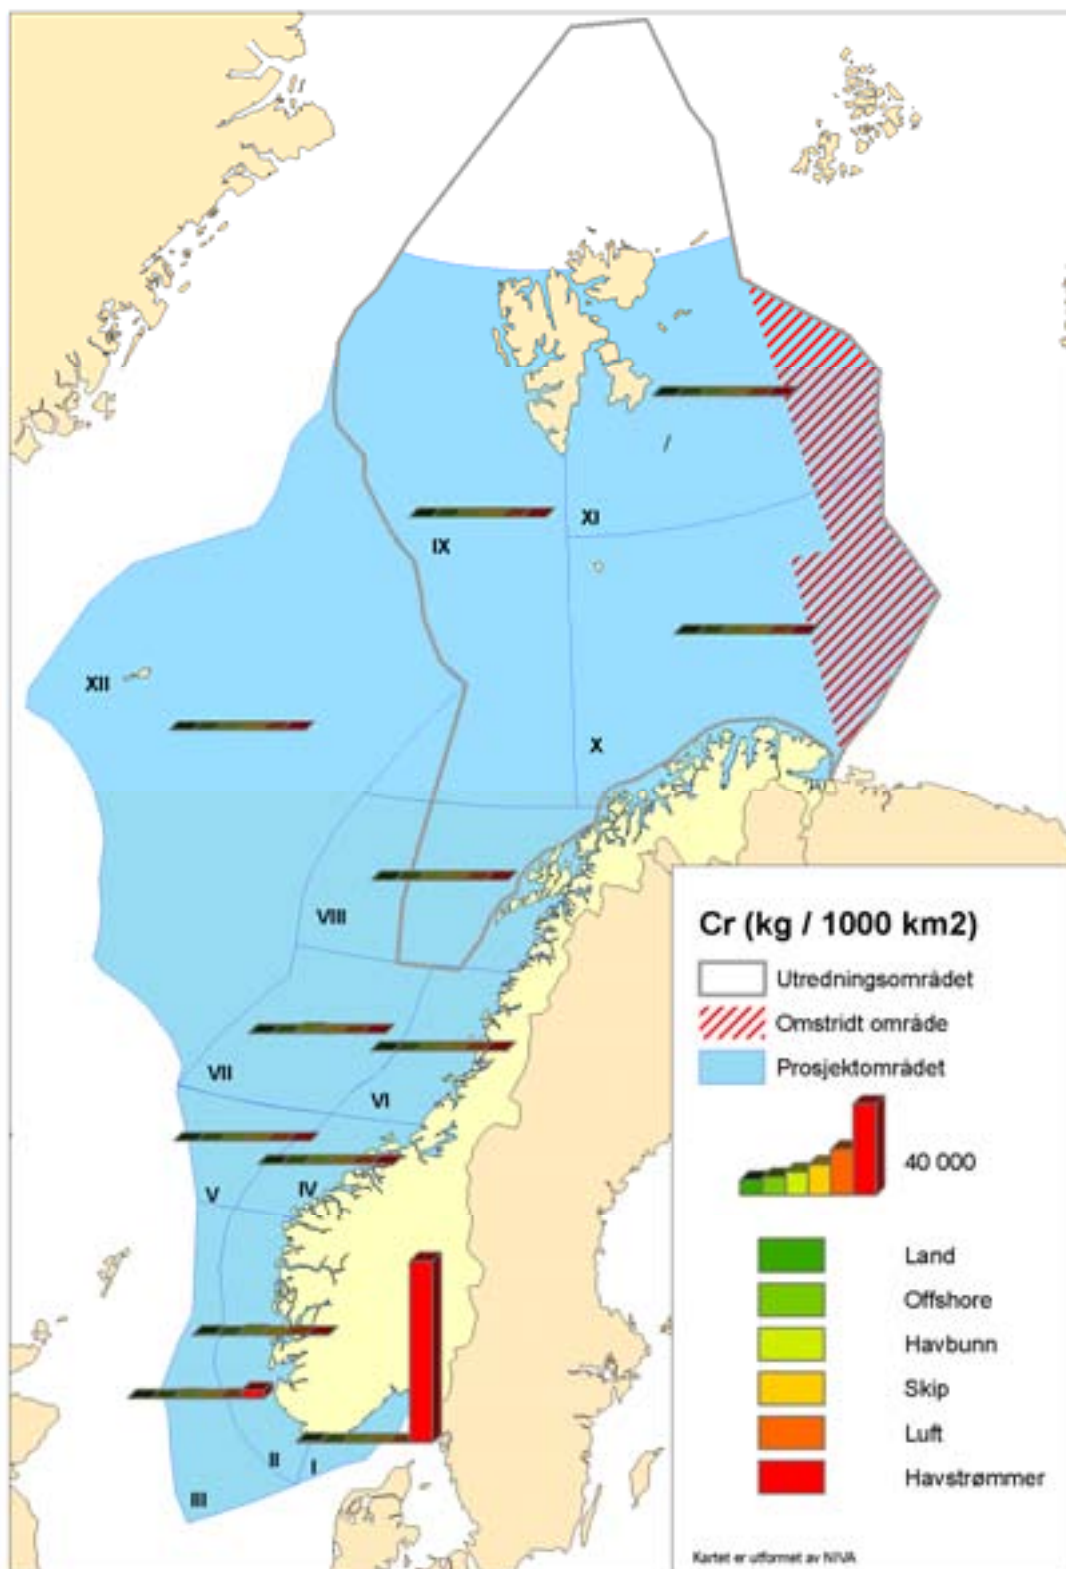 XI
IX
XII
X
VIII
VII
VI
V
IV
II
I
III
Cr (kg / 1000 km2)
Utredningsområdet
Omstridt område
Prosjektområdet
40 000
Land
Offshore
Havbunn
Skip
Luft
Havstrømmer
Kartet er utformet av NIVA